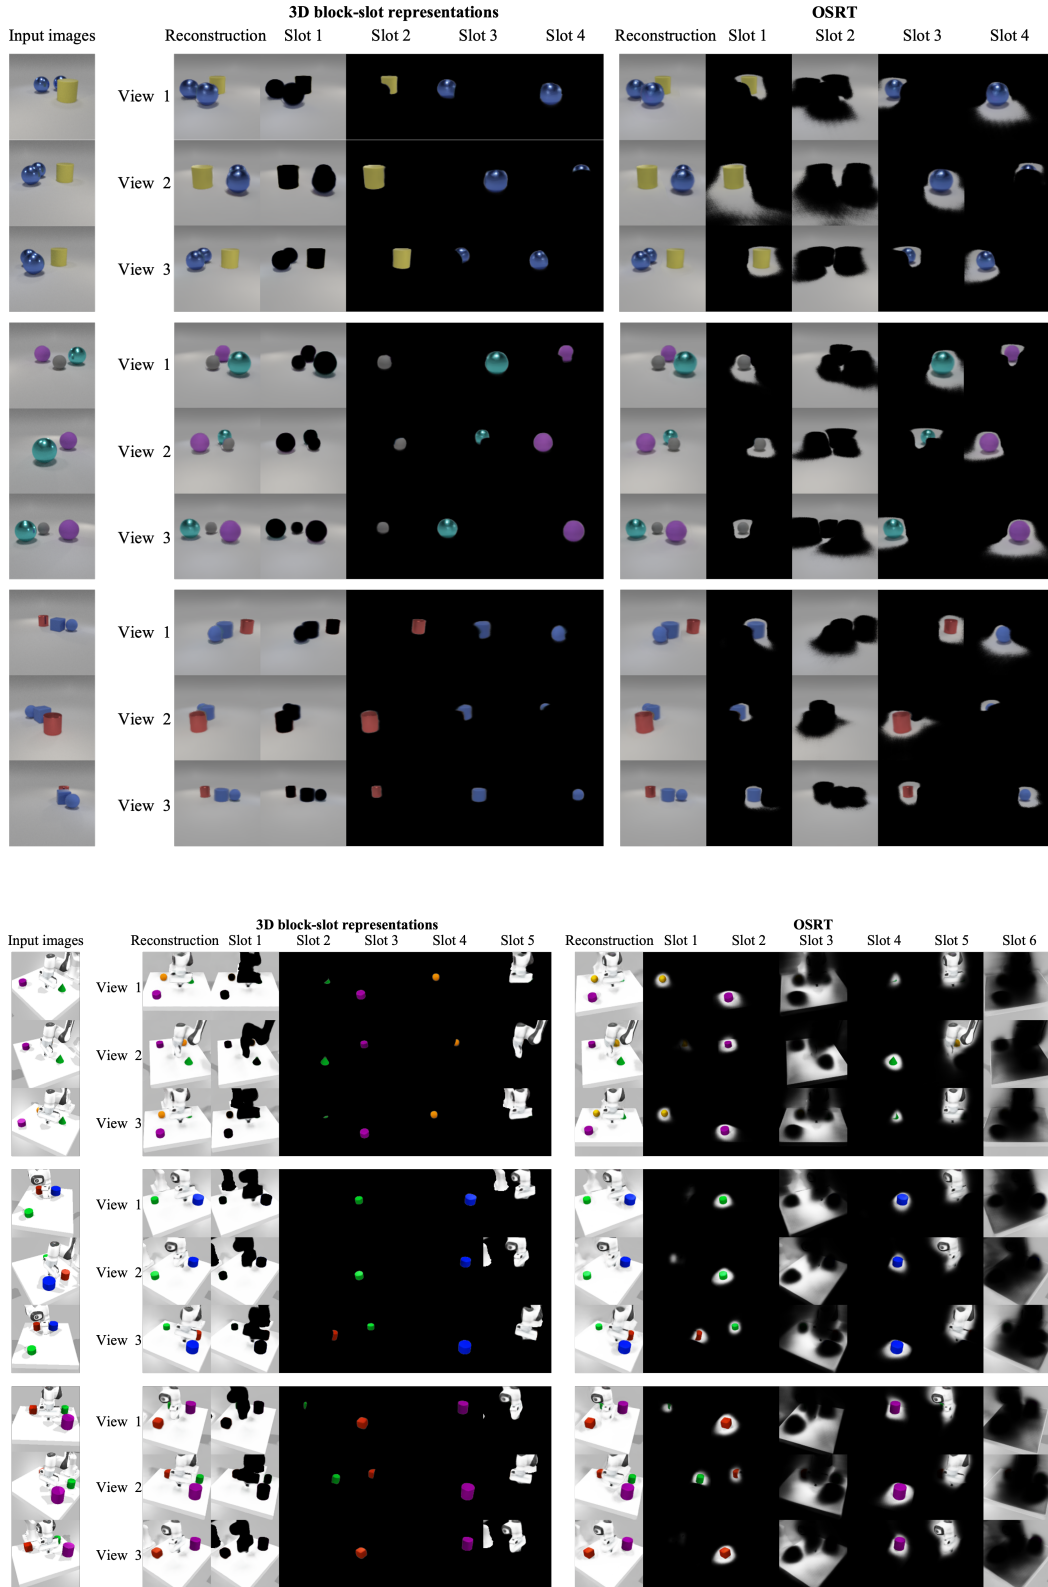 3D block-slot representations OSRT
Input images Reconstruction Slot 1 Slot 2 Slot 3 Slot 4 Reconstruction Slot 1 Slot 2 Slot 3 Slot 4
View 1
View 2
View 3
View 1
View 2
View 3
View 1
View 2
View 3
3D block-slot representations OSRT
Input images Reconstruction Slot 1 Slot 2 Slot 3 Slot 4 Slot 5 Reconstruction Slot 1 Slot 2 Slot 3 Slot 4 Slot 5 Slot 6
View 1
View 2
View 3
View 1
View 2
View 3
View 1
View 2
View 3